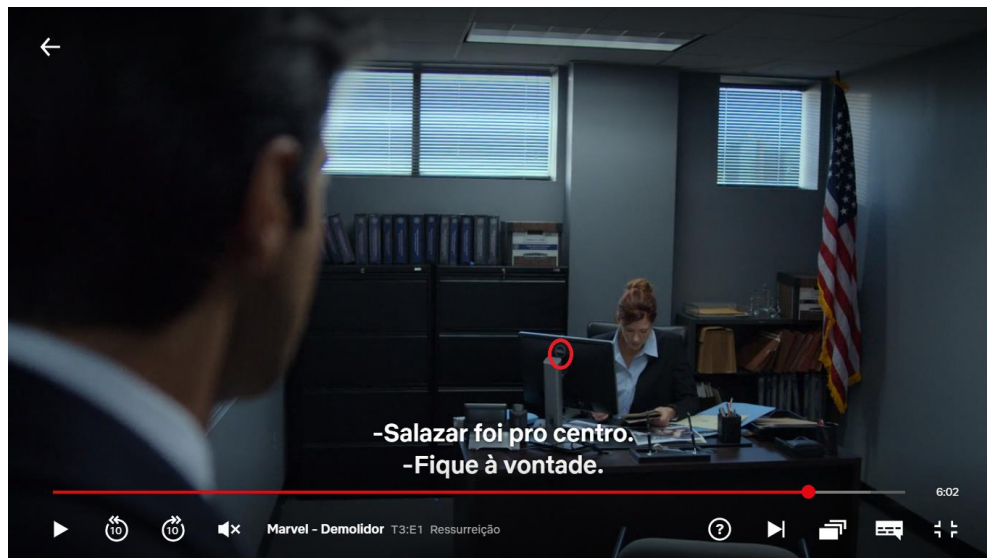 -Salazar foi pro centro.
-Fique à vontade.
6:02
10
10
Marvel - Demolidor T3:E1 Ressurreição
?